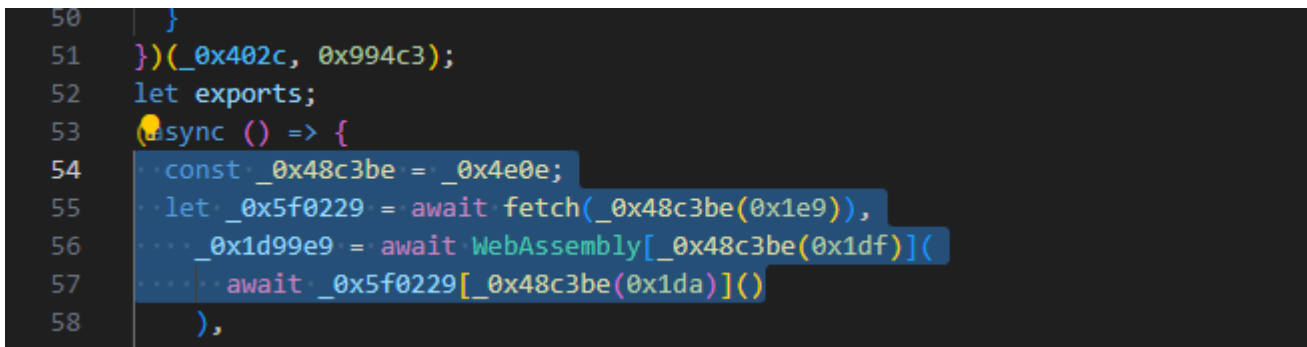 50 }
51 })(_0x402c, 0x994c3);
52 let exports;
53 (async () => {
54 const _0x48c3be = _0x4e0e;
55 let _0x5f0229 = await fetch(_0x48c3be(0x1e9)),
56 _0x1d99e9 = await WebAssembly[_0x48c3be(0x1df)](
57 await _0x5f0229[_0x48c3be(0x1da)]()
58 ),